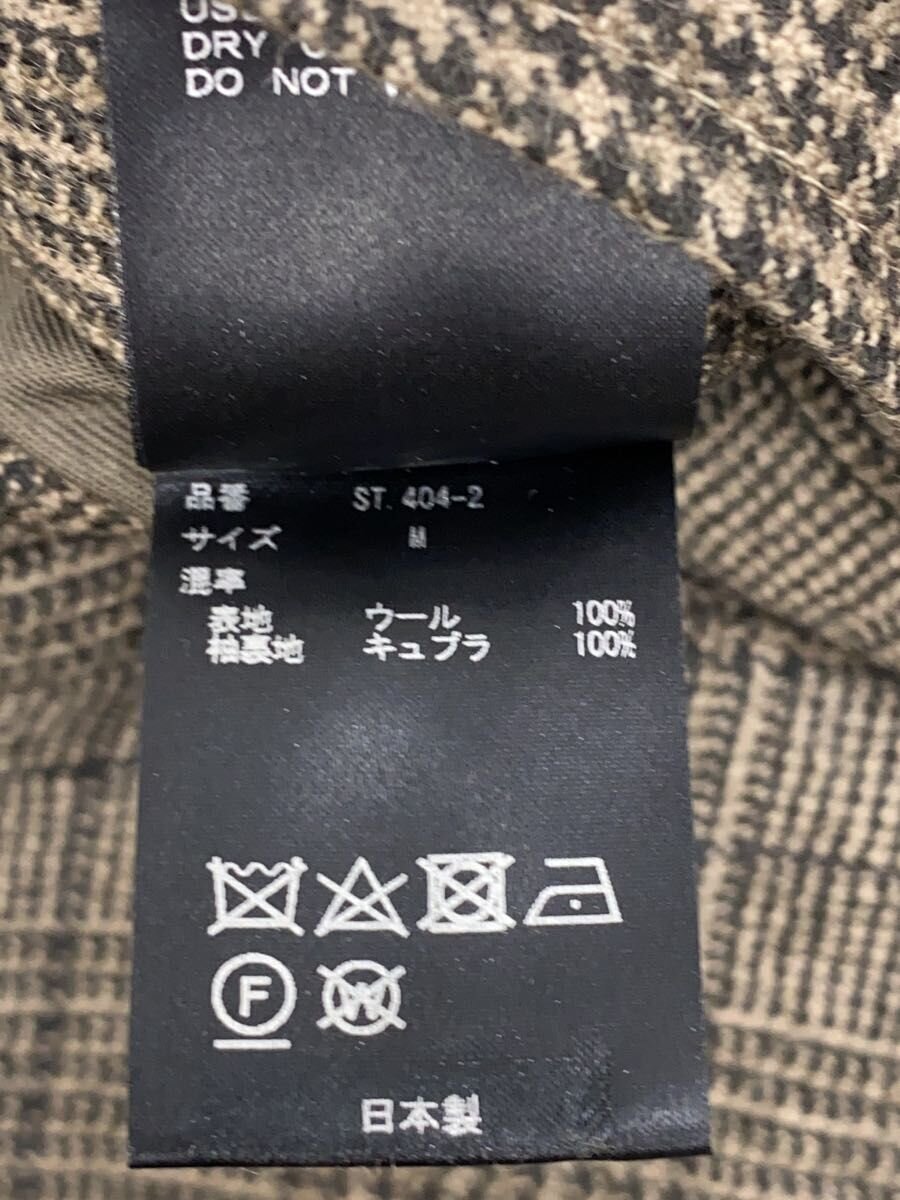 DRY
DO NOT
品番 ST.404-2
サイズ M
混率
表地 ウール 100%
袖裏地 キュプラ 100%
F
W
日本製